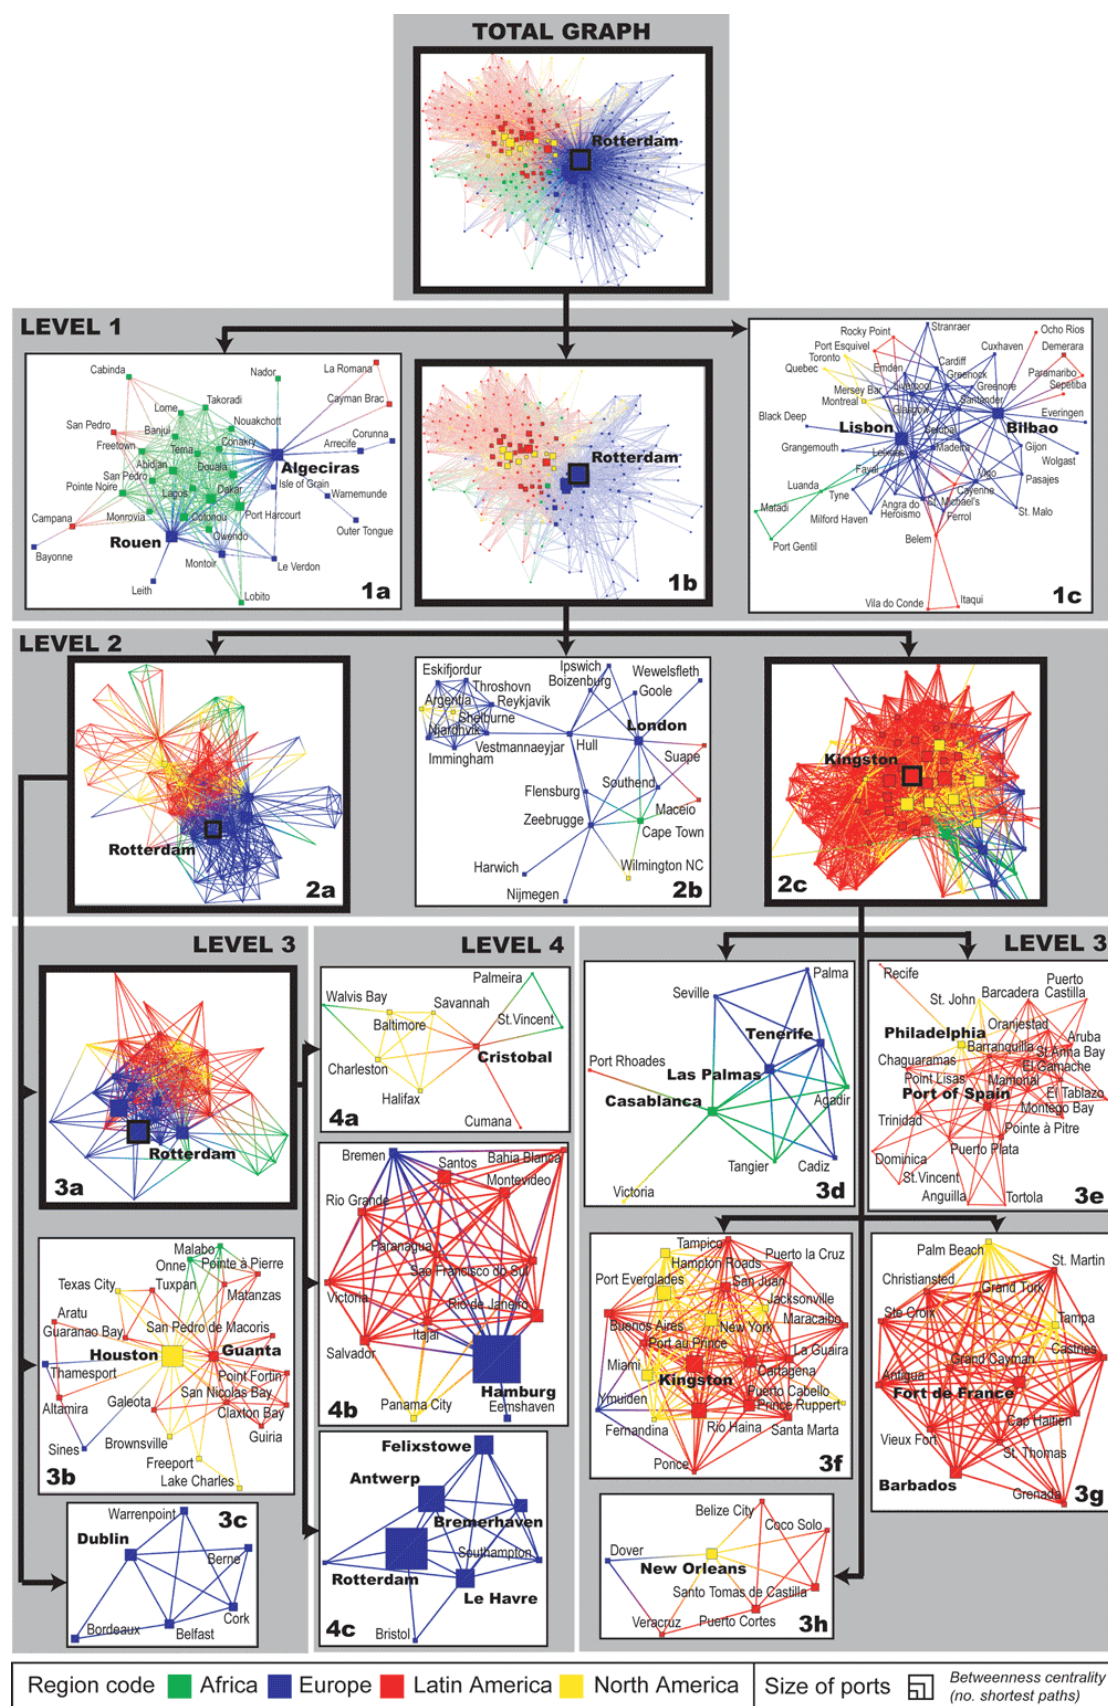 TOTAL GRAPH
Rotterdam
LEVEL 1
Cabinda
Nador
La Romana
Takoradi
Cayman Brac
Lome
Nouakchott
San Pedro
Banjul
Corunna
Freetown
Tema
Conakry
Arrecife
Abidjan
Algeciras
San Pedro
Douala
Isle of Grain
Pointe Noire
Lagos
Dakar
Warnemunde
Campana
Monrovia
Cotonou
Port Harcourt
Outer Tongue
Rouen
Owendo
Bayonne
Montoir
Le Verdon
Leith
Lobito
1a
Rotterdam
1b
Rocky Point
Stranraer
Ocho Rios
Port Esquivel
Cuxhaven
Demerara
Toronto
Emden
Cardiff
Paramaribo
Quebec
Greenock
Sepetiba
Mersey Bar
Liverpool
Greenore
Montreal
Santander
Black Deep
Glasgow
Everingen
Lisbon
Setubal
Bilbao
Grangemouth
Leixoes
Madeira
Gijon
Fayal
Vigo
Wolgast
Luanda
Cayenne
Pasajes
Matadi
Tyne
Angra do
Heroismo
St. Michael's
Milford Haven
Ferrol
St. Malo
Port Gentil
Belem
Vila do Conde
Itaqui
1c
LEVEL 2
Rotterdam
2a
Eskifjordur
Ipswich
Wewelsfleth
Throshovn
Boizenburg
Argentia
Reykjavik
Goole
Shelburne
London
Njardhvik
Vestmannaeyjar
Hull
Immingham
Suape
Flensburg
Southend
Maceio
Zeebrugge
Cape Town
Harwich
Wilmington NC
Nijmegen
2b
Kingston
2c
LEVEL 3
Rotterdam
3a
Malabo
Onne
Pointe à Pierre
Texas City
Tuxpan
Matanzas
Aratu
Guaranao Bay
San Pedro de Macoris
Houston
Guanta
Thamesport
Point Fortin
Galeota
San Nicolas Bay
Altamira
Claxton Bay
Sines
Brownsville
Guiria
Freeport
Lake Charles
3b
Warrenpoint
3c
Dublin
Berne
Cork
Bordeaux
Belfast
LEVEL 4
Palmeira
Walvis Bay
Savannah
Baltimore
St.Vincent
Cristobal
Charleston
Halifax
Cumana
4a
Bremen
Bahia Blanca
Santos
Montevideo
Rio Grande
Paranagua
Sao Francisco do Sul
Victoria
Rio de Janeiro
Itajai
Salvador
Hamburg
Panama City
Eemshaven
4b
Felixstowe
Antwerp
Bremerhaven
Southampton
Rotterdam
Le Havre
Bristol
4c
LEVEL 3
Palma
Seville
Tenerife
Port Rhoades
Las Palmas
Casablanca
Agadir
Tangier
Cadiz
Victoria
3d
Recife
Puerto
Castilla
St. John
Barcadera
Philadelphia
Oranjestad
Aruba
Barranquilla
St.Anna Bay
Chaguaramas
El Gamache
Point Lisas
Mamonal
Port of Spain
El Tablazo
Montego Bay
Trinidad
Pointe à Pitre
Puerto Plata
Dominica
St.Vincent
Anguilla
Tortola
3e
Tampico
Puerto la Cruz
Hampton Roads
Port Everglades
San Juan
Jacksonville
Buenos Aires
New York
Maracaibo
Port au Prince
La Guaira
Miami
Kingston
Cartagena
Ymuiden
Puerto Cabello
Prince Ruppert
Fernandina
Rio Haina
Santa Marta
Ponce
3f
Palm Beach
St. Martin
Christiansted
Grand Turk
Ste Croix
Tampa
Castries
Grand Cayman
Antigua
Fort de France
Cap Haitien
Vieux Fort
St. Thomas
Barbados
Grenada
3g
Belize City
Coco Solo
Dover
New Orleans
Santo Tomas de Castilla
Veracruz
Puerto Cortes
3h
Region code
Africa
Europe
Latin America
North America
Size of ports
Betweenness centrality
(no. shortest paths)